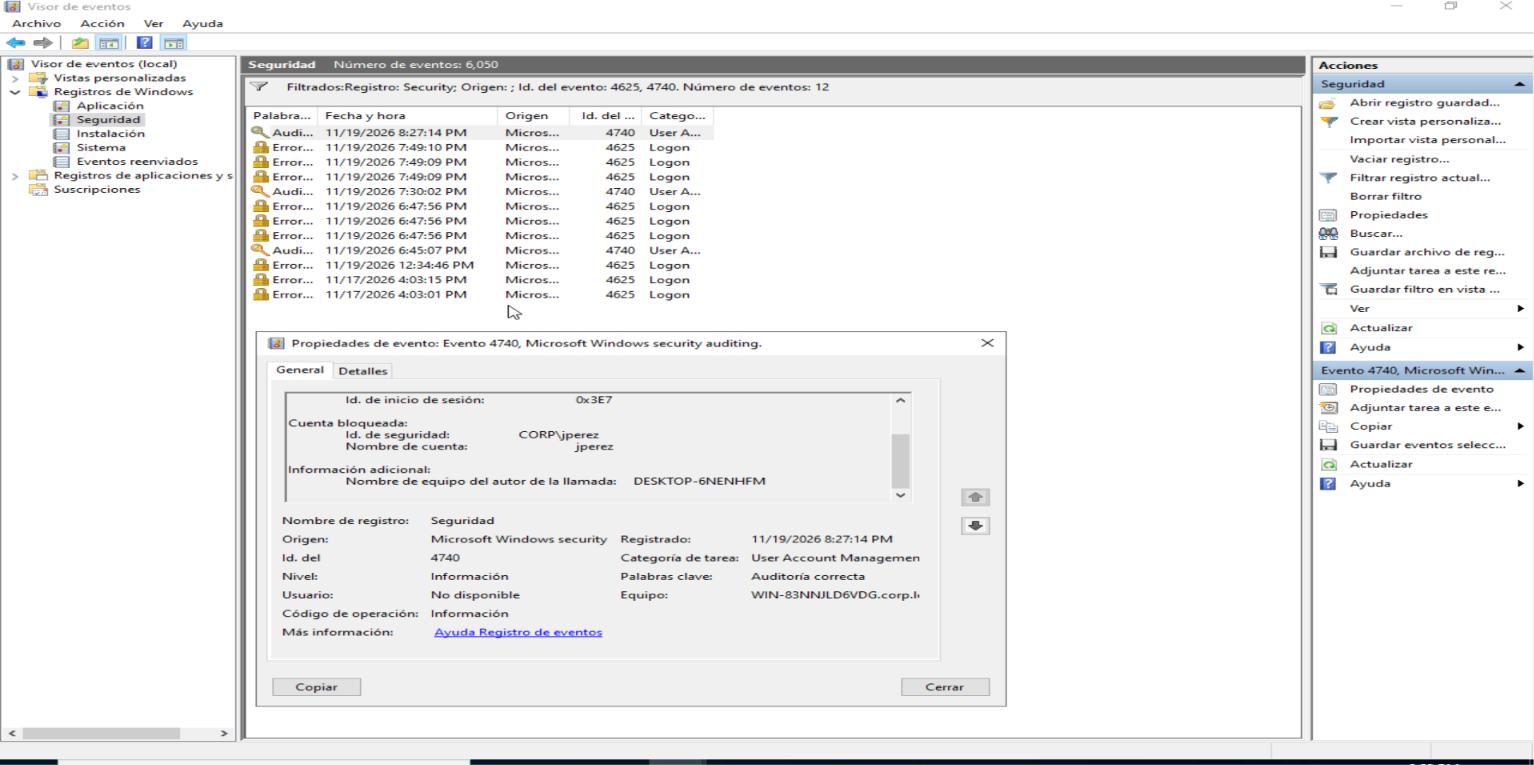 Visor de eventos
Archivo Acción Ver Ayuda
Visor de eventos (local)
Vistas personalizadas
Registros de Windows
Aplicación
Seguridad
Instalación
Sistema
Eventos reenviados
Registros de aplicaciones y s
Suscripciones
Seguridad Número de eventos: 6,050
Filtrados:Registro: Security; Origen: ; Id. del evento: 4625, 4740. Número de eventos: 12
Palabra... Fecha y hora Origen Id. del ... Catego...
Audi... 11/19/2026 8:27:14 PM Micros... 4740 User A...
Error... 11/19/2026 7:49:10 PM Micros... 4625 Logon
Error... 11/19/2026 7:49:09 PM Micros... 4625 Logon
Error... 11/19/2026 7:49:09 PM Micros... 4625 Logon
Audi... 11/19/2026 7:30:02 PM Micros... 4740 User A...
Error... 11/19/2026 6:47:56 PM Micros... 4625 Logon
Error... 11/19/2026 6:47:56 PM Micros... 4625 Logon
Error... 11/19/2026 6:47:56 PM Micros... 4625 Logon
Audi... 11/19/2026 6:45:07 PM Micros... 4740 User A...
Error... 11/19/2026 12:34:46 PM Micros... 4625 Logon
Error... 11/17/2026 4:03:15 PM Micros... 4625 Logon
Error... 11/17/2026 4:03:01 PM Micros... 4625 Logon
Propiedades de evento: Evento 4740, Microsoft Windows security auditing.
General Detalles
Id. de inicio de sesión: 0x3E7
Cuenta bloqueada:
Id. de seguridad: CORP\jperez
Nombre de cuenta: jperez
Información adicional:
Nombre de equipo del autor de la llamada: DESKTOP-6NENHFM
Nombre de registro: Seguridad
Origen: Microsoft Windows security Registrado: 11/19/2026 8:27:14 PM
Id. del 4740 Categoría de tarea: User Account Managemen
Nivel: Información Palabras clave: Auditoría correcta
Usuario: No disponible Equipo: WIN-83NNJLD6VDG.corp.l
Código de operación: Información
Más información: Ayuda Registro de eventos
Copiar Cerrar
Acciones
Seguridad
Abrir registro guardad...
Crear vista personaliza...
Importar vista personal...
Vaciar registro...
Filtrar registro actual...
Borrar filtro
Propiedades
Buscar...
Guardar archivo de reg...
Adjuntar tarea a este re...
Guardar filtro en vista ...
Ver
Actualizar
Ayuda
Evento 4740, Microsoft Win...
Propiedades de evento
Adjuntar tarea a este e...
Copiar
Guardar eventos selecc...
Actualizar
Ayuda